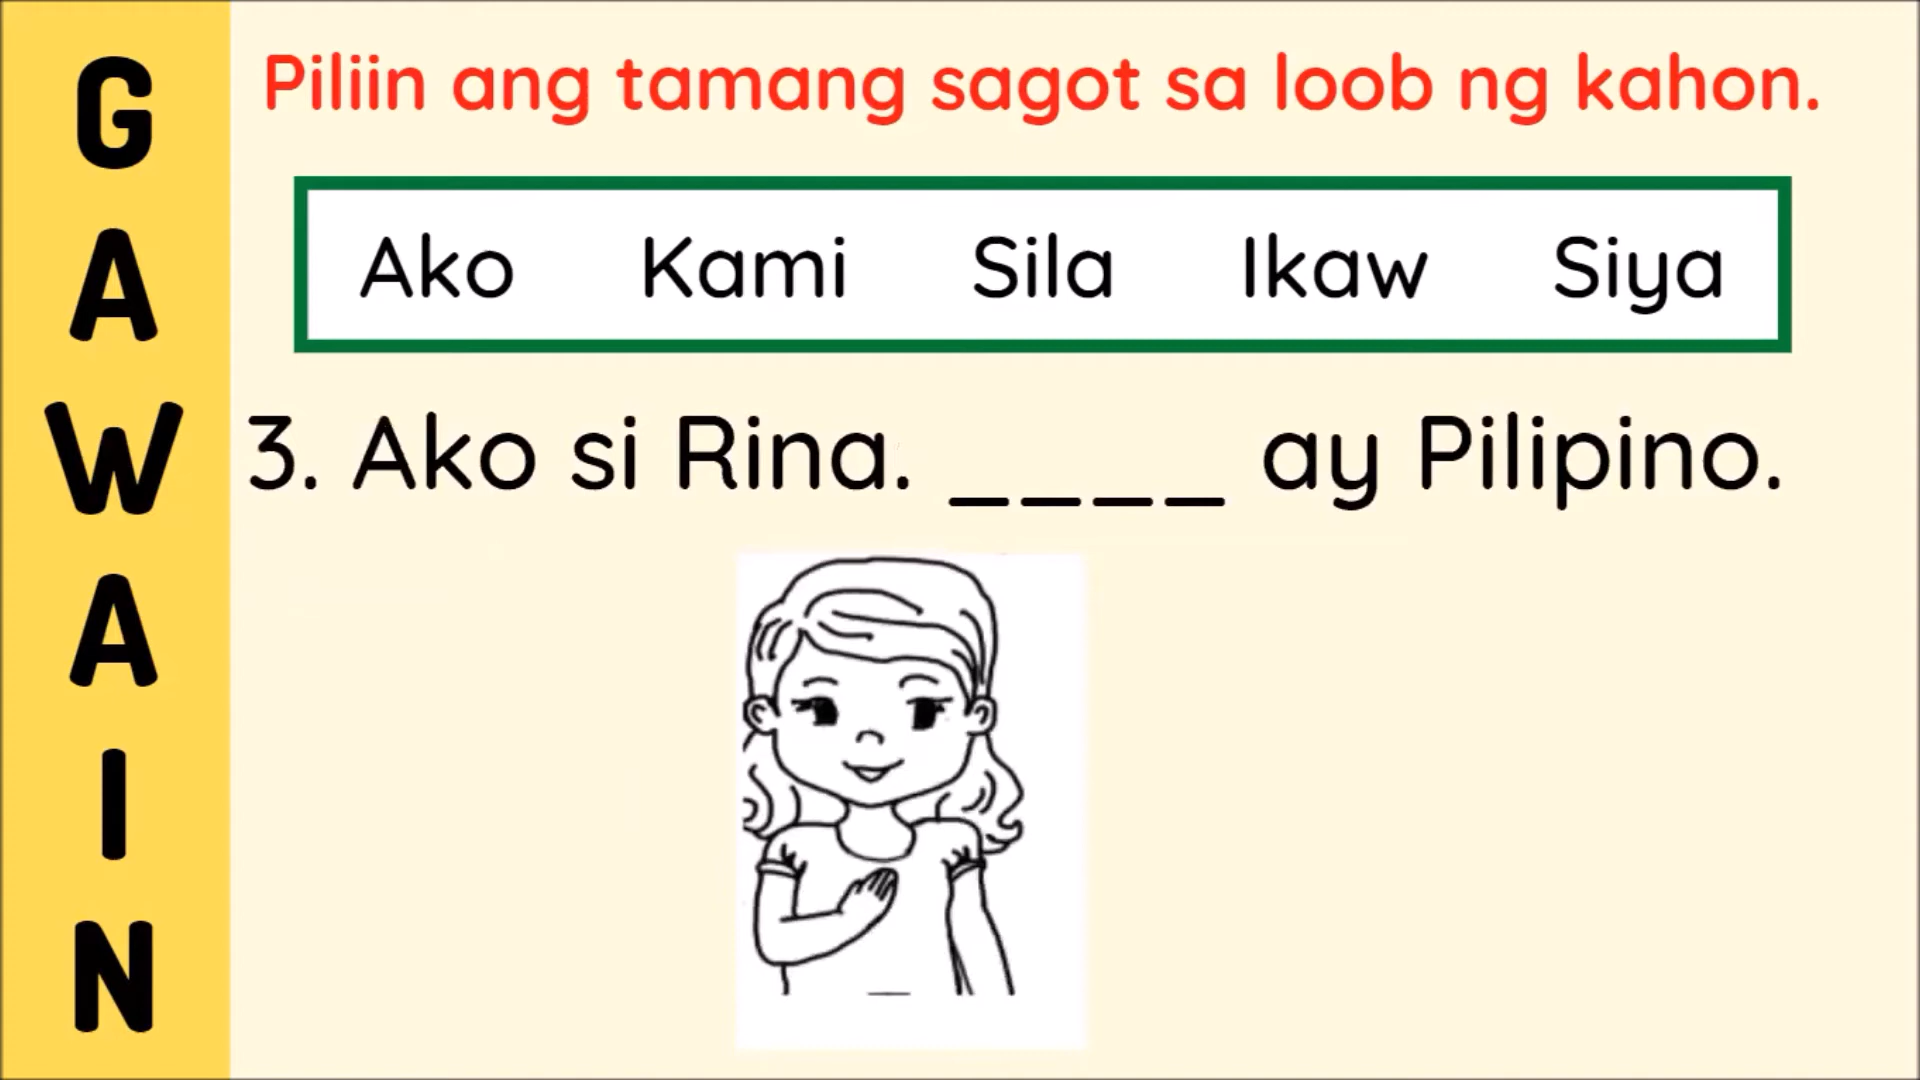 GAWAIN
Piliin ang tamang sagot sa loob ng kahon.
Ako Kami Sila Ikaw Siya
3. Ako si Rina. ____ ay Pilipino.